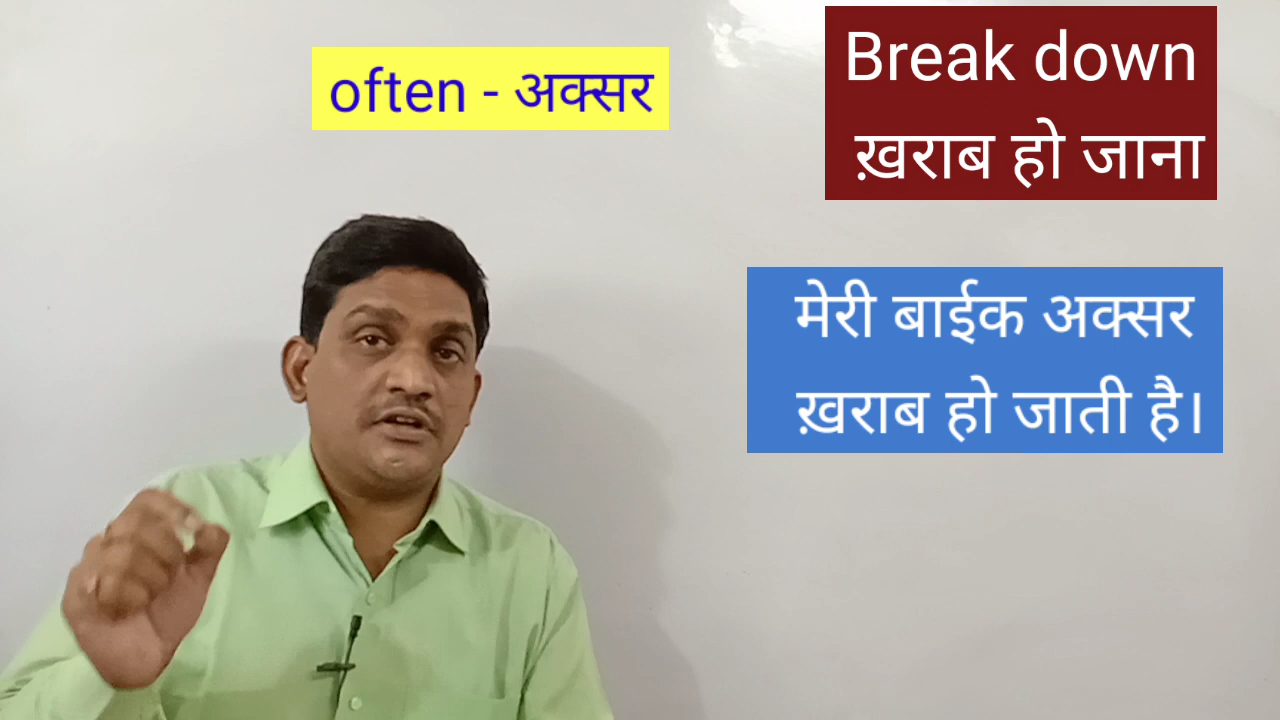 often - अक्सर
Break down
ख़राब हो जाना
मेरी बाईक अक्सर
ख़राब हो जाती है।